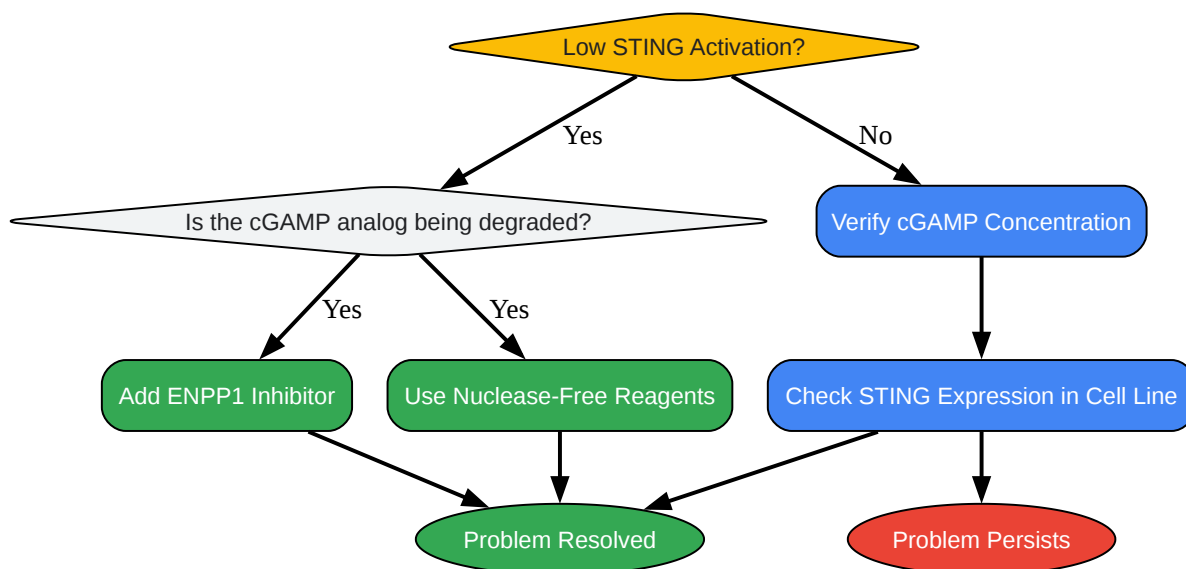 Low STING Activation?
Yes
No
Is the cGAMP analog being degraded?
Verify cGAMP Concentration
Yes
Yes
Add ENPP1 Inhibitor
Use Nuclease-Free Reagents
Check STING Expression in Cell Line
Problem Resolved
Problem Persists